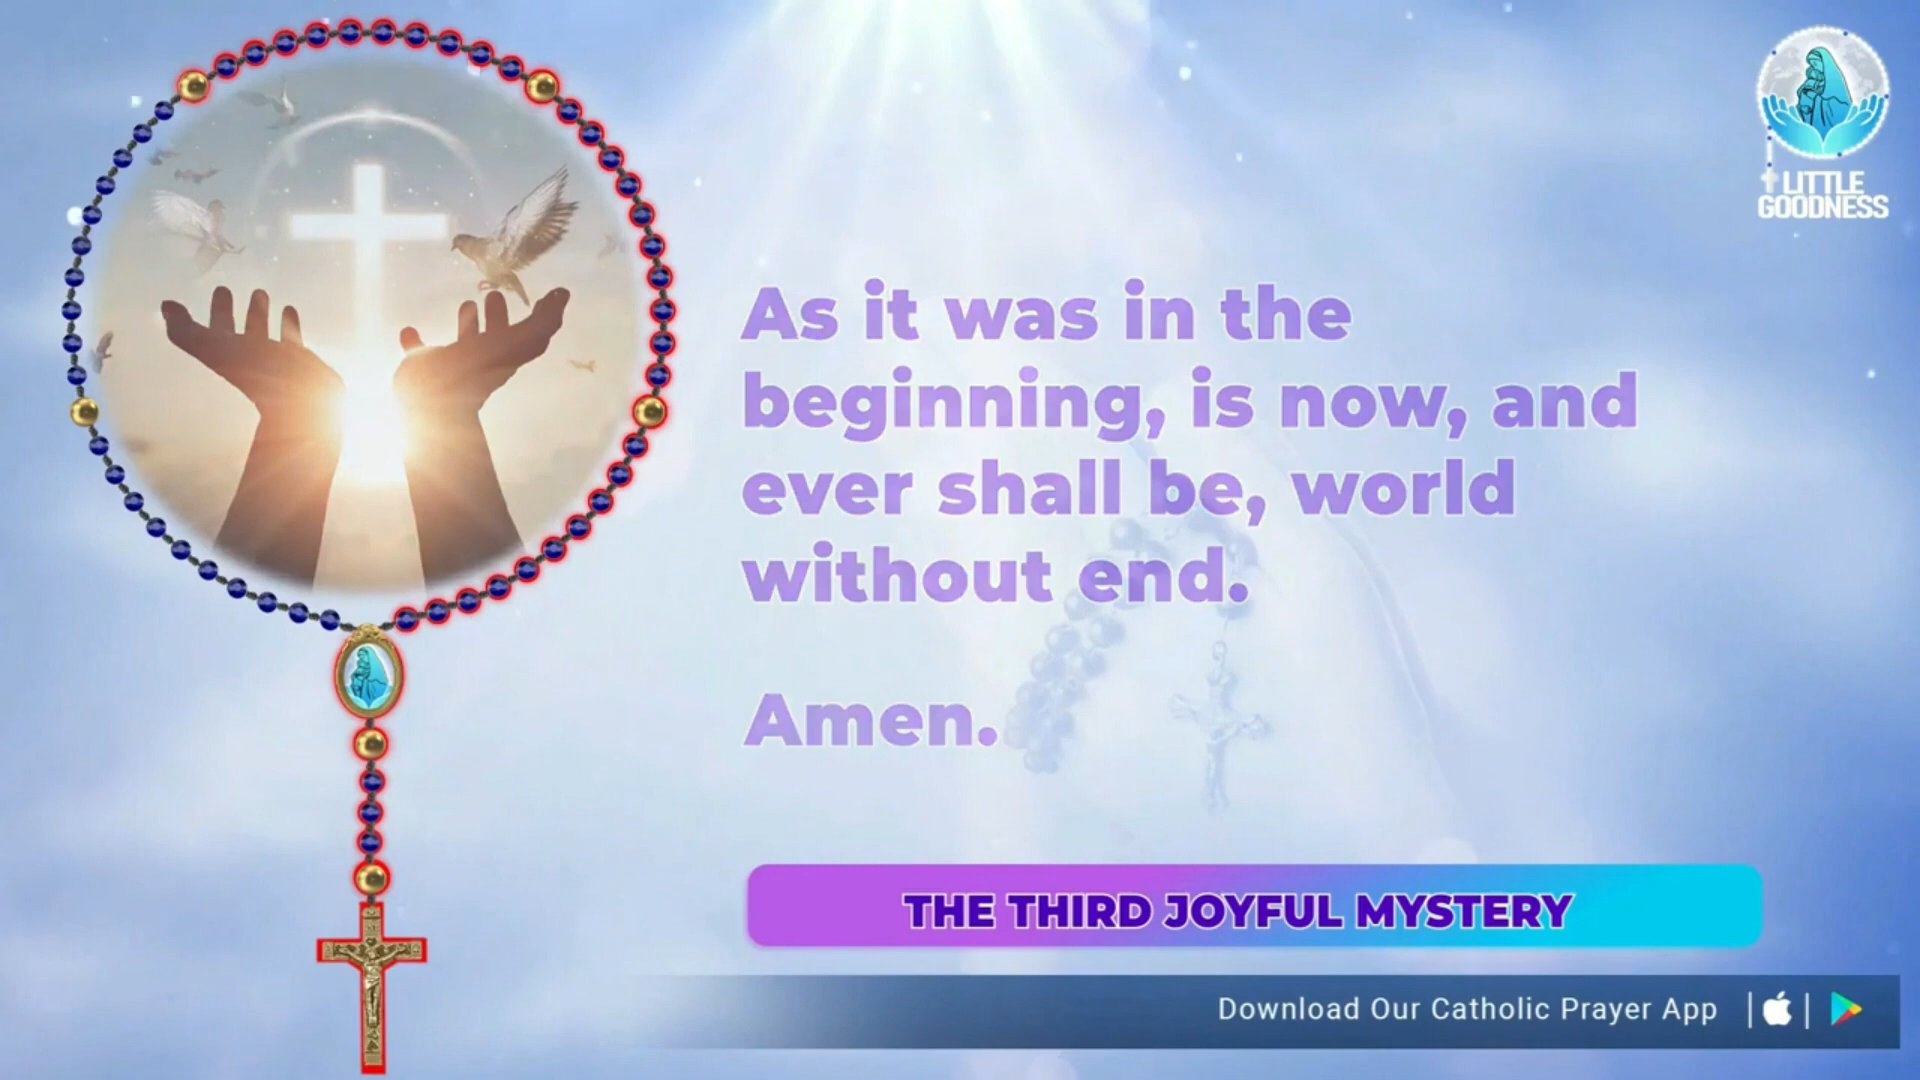 LITTLE
GOODNESS
As it was in the
beginning, is now, and
ever shall be, world
without end.
Amen.
THE THIRD JOYFUL MYSTERY
Download Our Catholic Prayer App